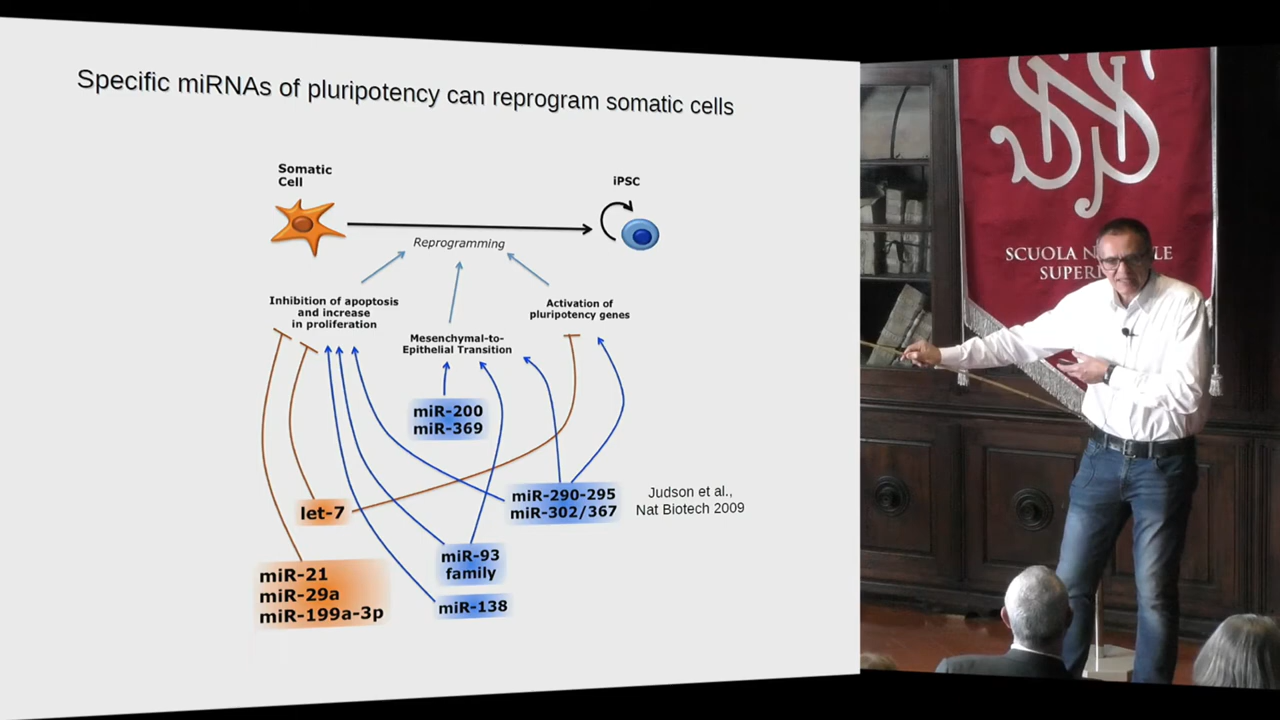 Specific miRNAs of pluripotency can reprogram somatic cells
Somatic
Cell
iPSC
Reprogramming
Inhibition of apoptosis
and increase
in proliferation
Mesenchymal-to-
Epithelial Transition
Activation of
pluripotency genes
miR-200
miR-369
let-7
miR-290-295
miR-302/367
Judson et al.,
Nat Biotech 2009
miR-93
family
miR-138
miR-21
miR-29a
miR-199a-3p
SNS
SCUOLA N LE
SUPER